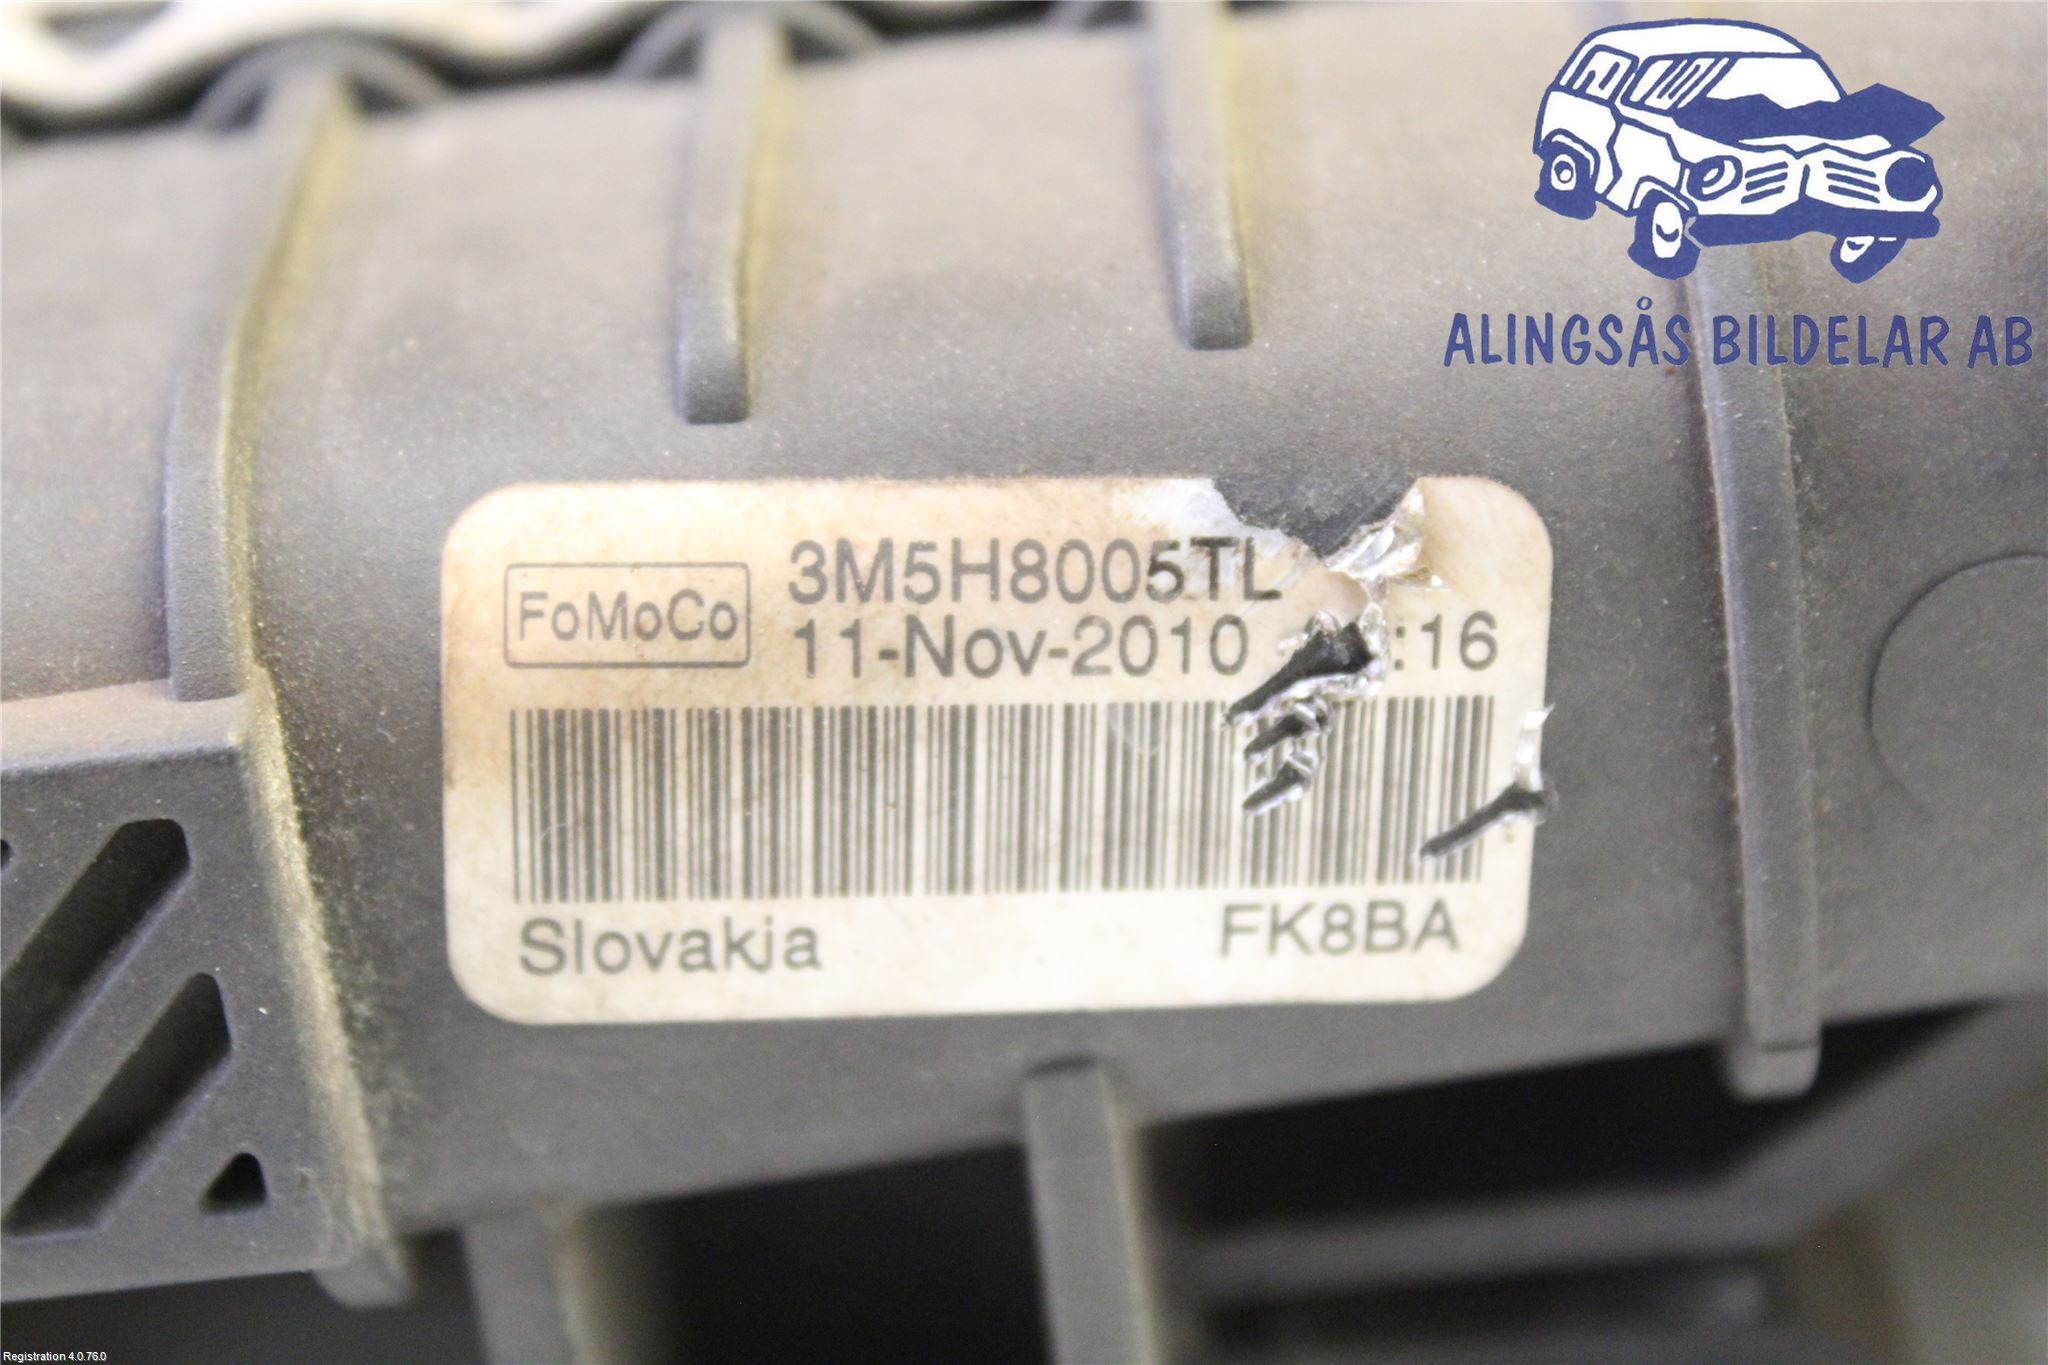 ALINGSÅS BILDELAR AB
FoMoCo
3M5H8005TL
11-Nov-2010 :16
Slovakia
FK8BA
Registration 4.0.76.0